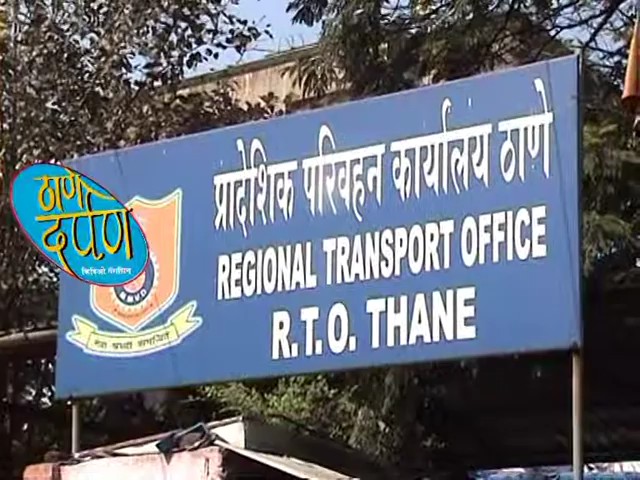 प्रादेशिक परिवहन कार्यालय ठाणे
REGIONAL TRANSPORT OFFICE
R.T.O. THANE
ठाणे
दर्पण